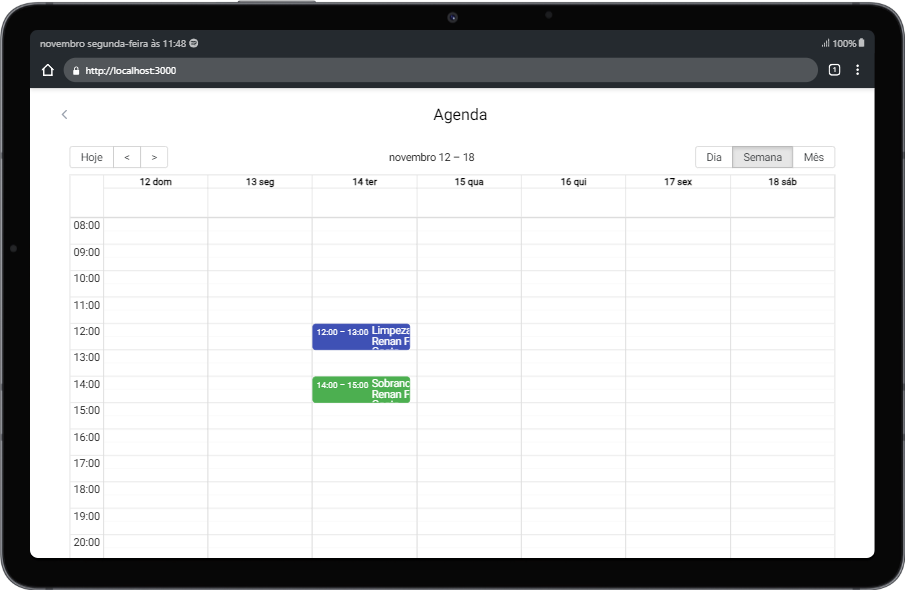 novembro segunda-feira às 11:48
100%
http://localhost:3000
1
Agenda
Hoje < >
novembro 12 – 18
Dia Semana Mês
12 dom 13 seg 14 ter 15 qua 16 qui 17 sex 18 sáb
08:00
09:00
10:00
11:00
12:00
12:00 – 13:00 Limpeza
Renan F
13:00
14:00
14:00 – 15:00 Sobranc
Renan F
15:00
16:00
17:00
18:00
19:00
20:00